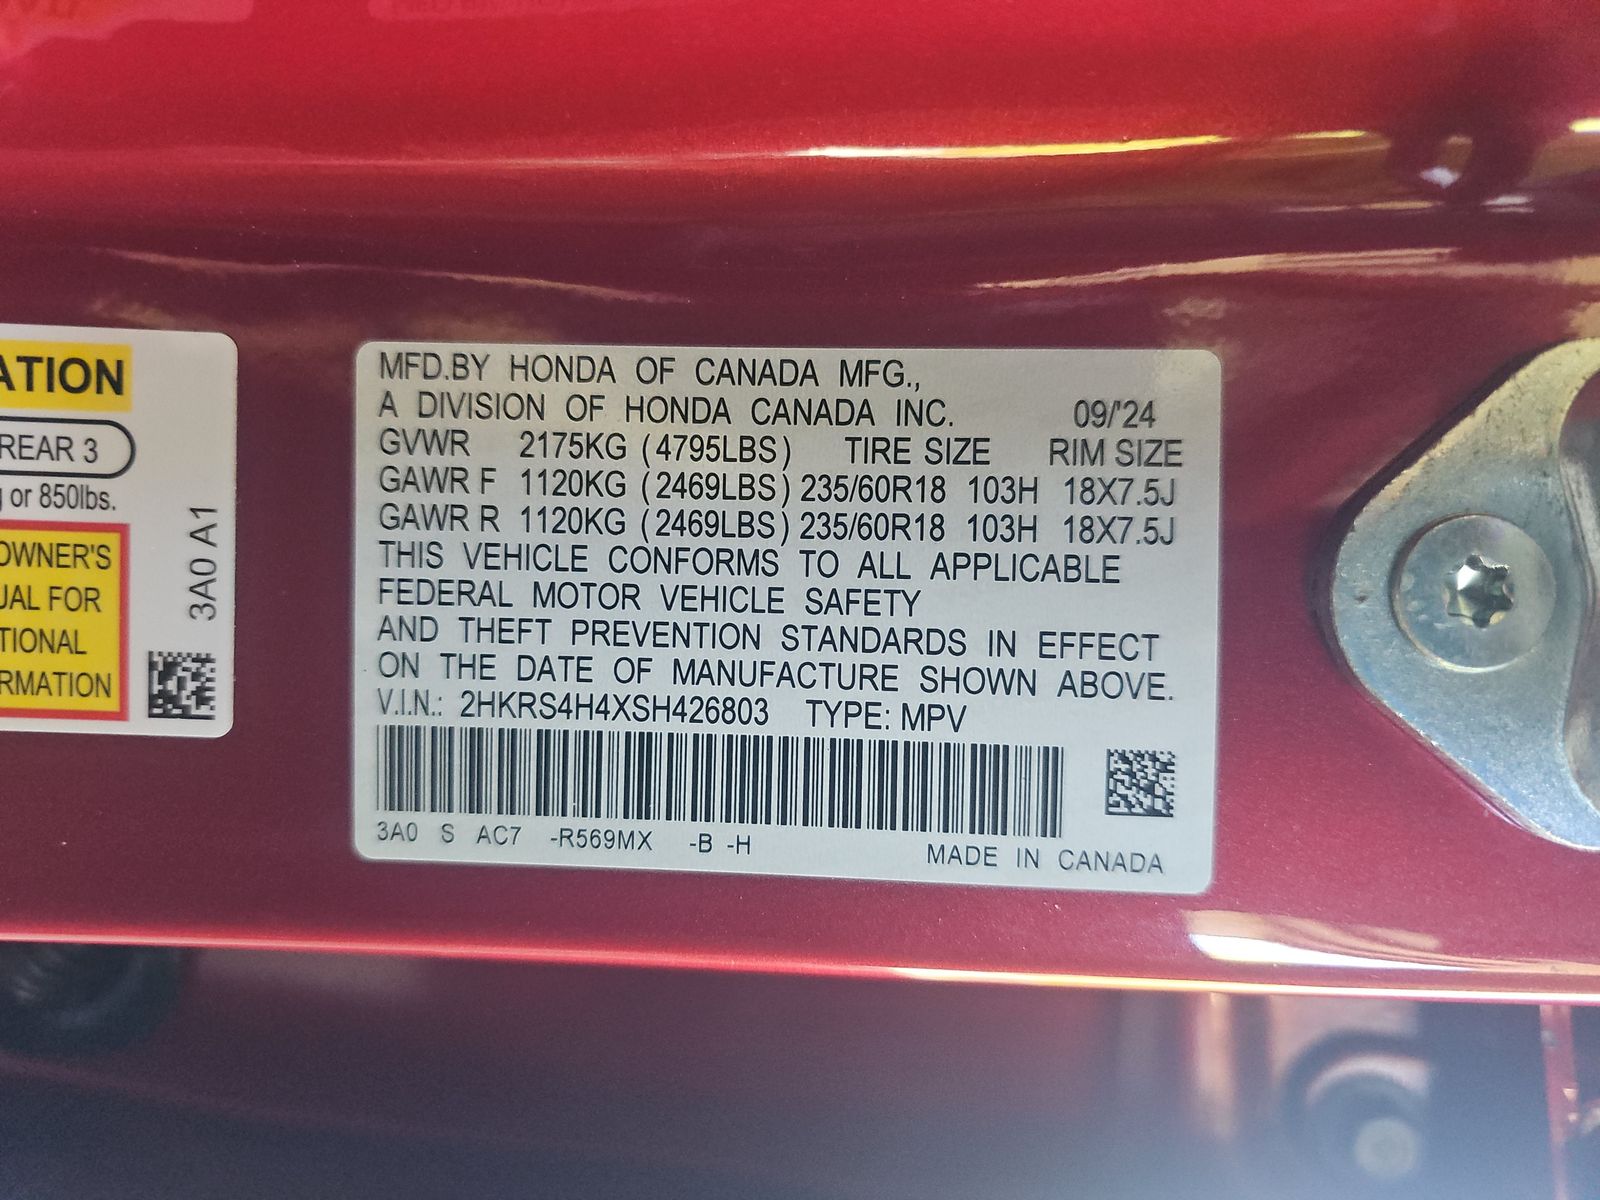 ATION
REAR 3
g or 850lbs.
OWNER'S
UAL FOR
TIONAL
RMATION
3A0 A1
MFD.BY HONDA OF CANADA MFG.,
A DIVISION OF HONDA CANADA INC. 09/'24
GVWR 2175KG (4795LBS) TIRE SIZE RIM SIZE
GAWR F 1120KG (2469LBS) 235/60R18 103H 18X7.5J
GAWR R 1120KG (2469LBS) 235/60R18 103H 18X7.5J
THIS VEHICLE CONFORMS TO ALL APPLICABLE
FEDERAL MOTOR VEHICLE SAFETY
AND THEFT PREVENTION STANDARDS IN EFFECT
ON THE DATE OF MANUFACTURE SHOWN ABOVE.
V.I.N.: 2HKRS4H4XSH426803 TYPE: MPV
3A0 S AC7 -R569MX -B -H
MADE IN CANADA